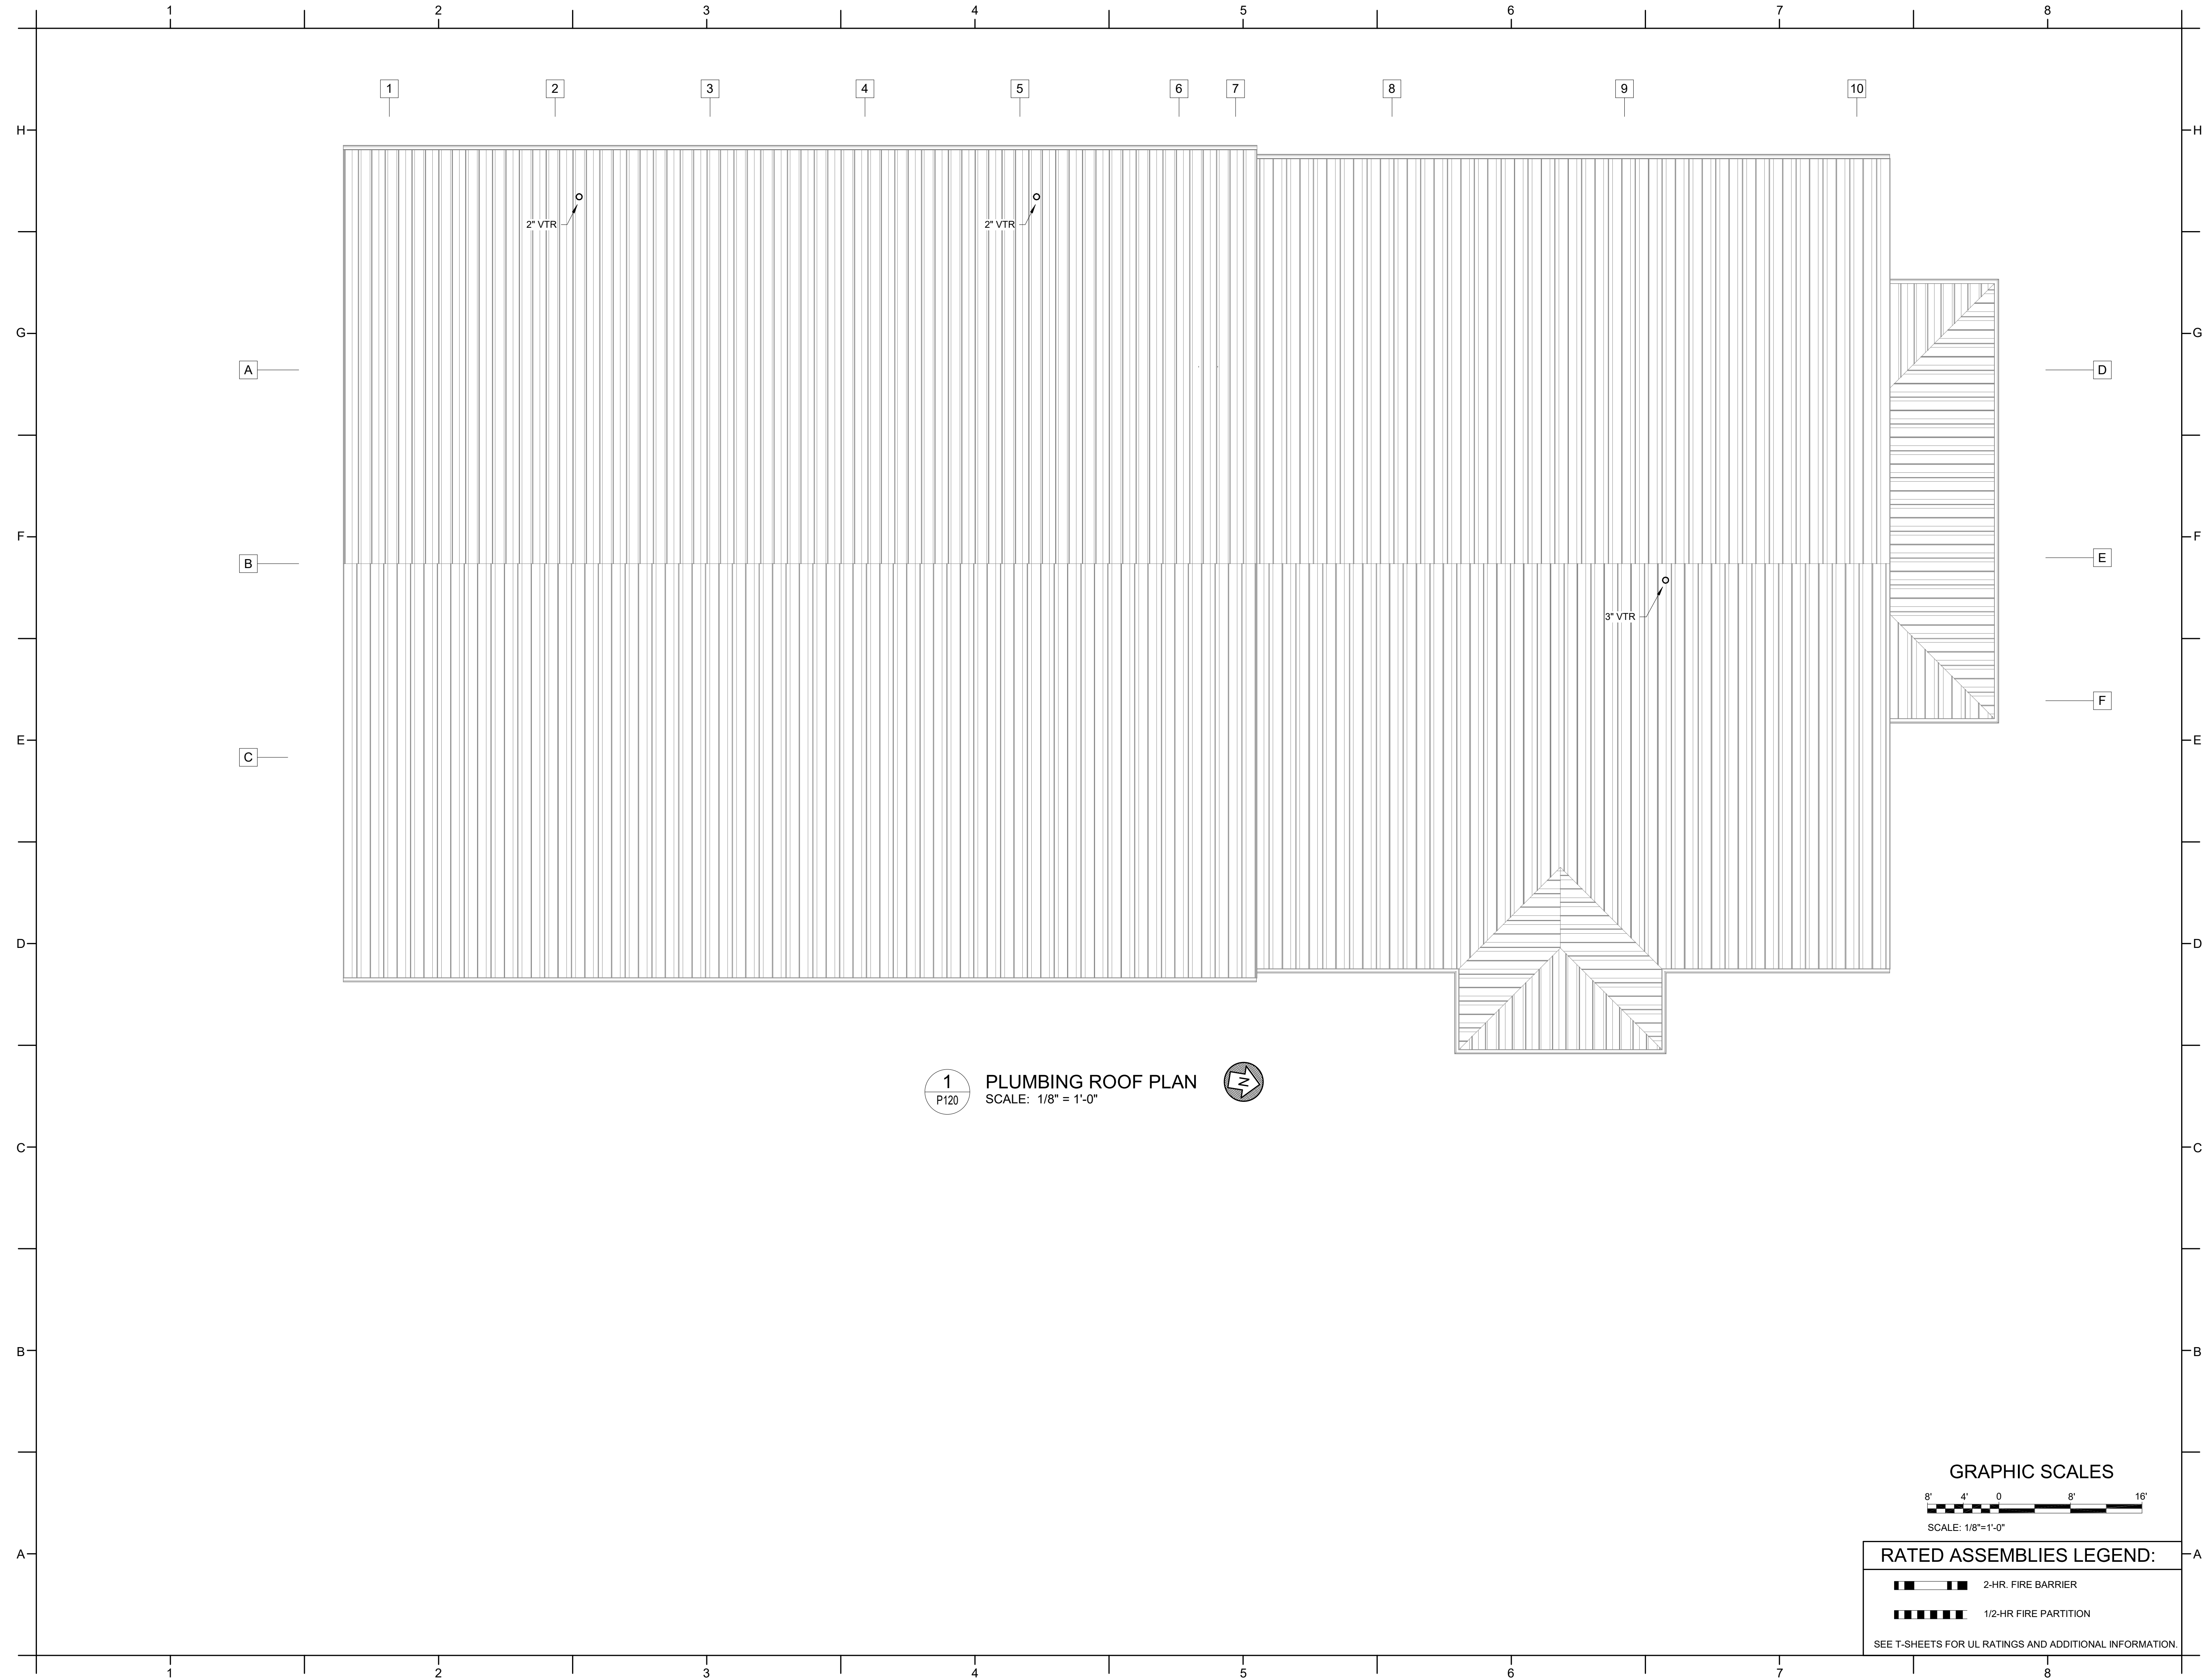 1 2 3 4 5 6 7 8
1 2 3 4 5 6 7 8 9 10
H H
2" VTR 2" VTR
G G
A D
F F
B E
3" VTR
F
E E
C
D D
1 PLUMBING ROOF PLAN N
P120 SCALE: 1/8" = 1'-0"
C C
B B
GRAPHIC SCALES
8' 4' 0 8' 16'
SCALE: 1/8"=1'-0"
A A
RATED ASSEMBLIES LEGEND:
2-HR. FIRE BARRIER
1/2-HR FIRE PARTITION
SEE T-SHEETS FOR UL RATINGS AND ADDITIONAL INFORMATION.
1 2 3 4 5 6 7 8